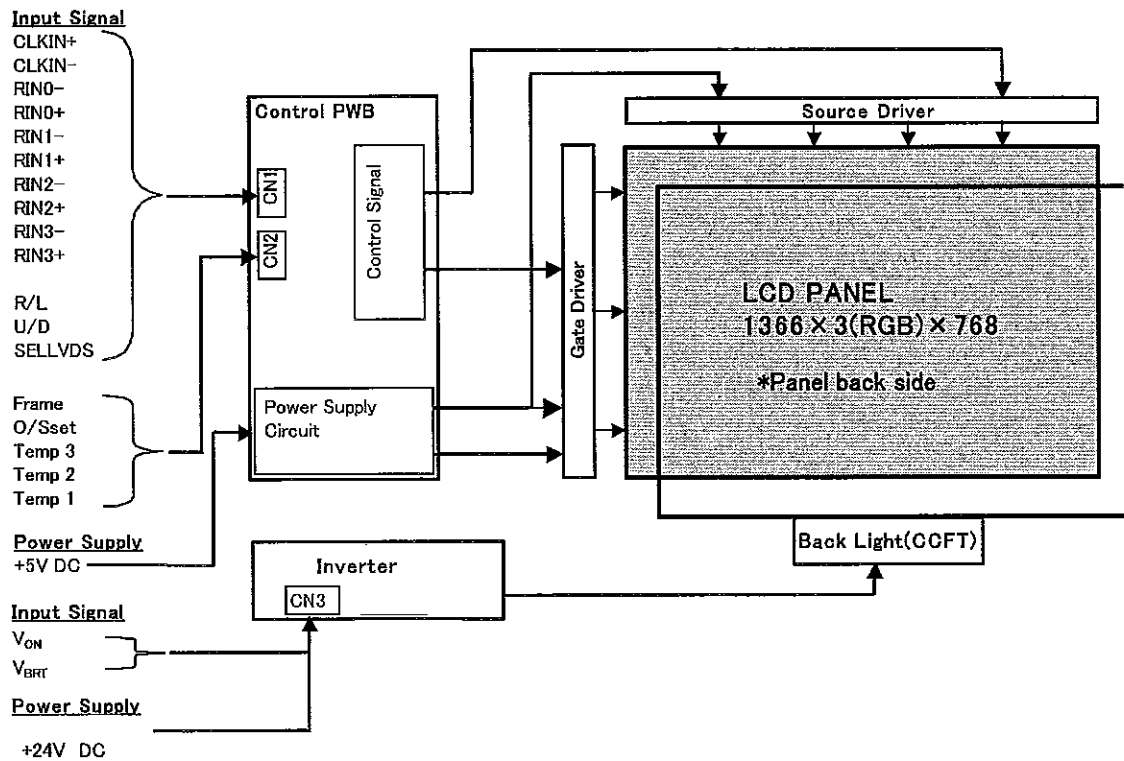 Input Signal
CLKIN+
CLKIN-
RIN0-
RIN0+
RIN1-
RIN1+
RIN2-
RIN2+
RIN3-
RIN3+
R/L
U/D
SELLVDS
Frame
O/Sset
Temp 3
Temp 2
Temp 1
Power Supply
+5V DC
Input Signal
VON
VBRT
Power Supply
+24V DC
Control PWB
CN1
CN2
Control Signal
Power Supply
Circuit
Inverter
CN3
Gate Driver
Source Driver
LCD PANEL
1366×3(RGB)×768
*Panel back side
Back Light(CCFT)